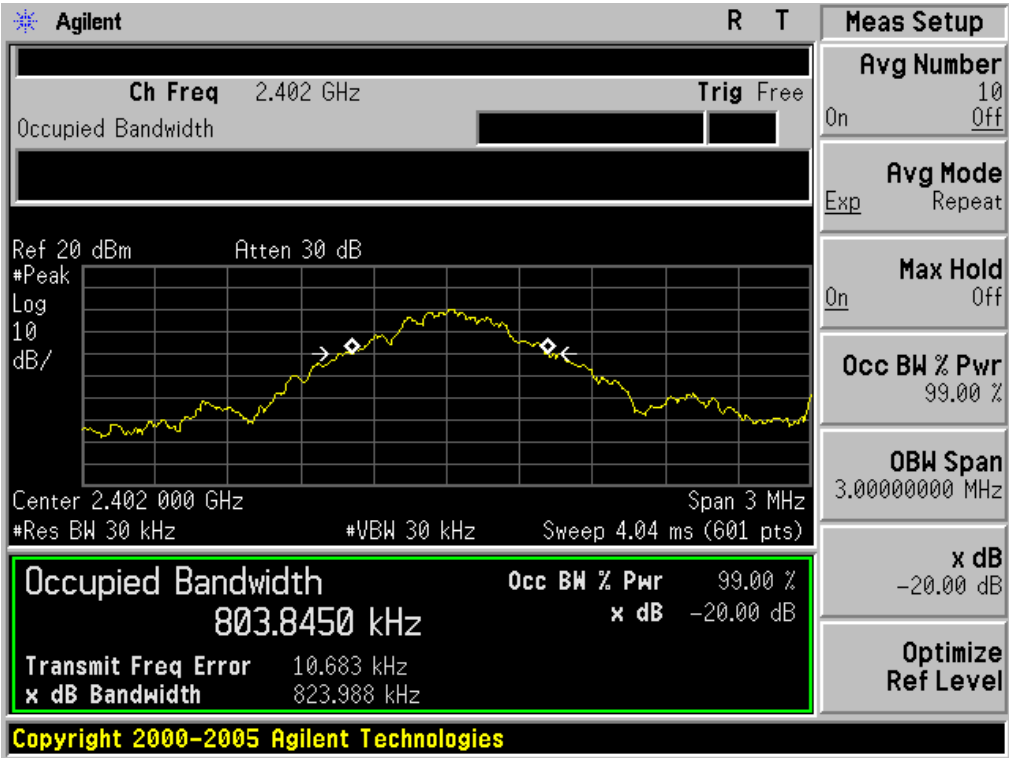 Agilent R T
Ch Freq 2.402 GHz Trig Free
Occupied Bandwidth
Ref 20 dBm Atten 30 dB
#Peak
Log
10
dB/
Center 2.402 000 GHz Span 3 MHz
#Res BW 30 kHz #VBW 30 kHz Sweep 4.04 ms (601 pts)
Occupied Bandwidth Occ BW % Pwr 99.00 %
803.8450 kHz x dB -20.00 dB
Transmit Freq Error 10.683 kHz
x dB Bandwidth 823.988 kHz
Copyright 2000-2005 Agilent Technologies
Meas Setup
Avg Number
10
On Off
Avg Mode
Exp Repeat
Max Hold
On Off
Occ BW % Pwr
99.00 %
OBW Span
3.00000000 MHz
x dB
-20.00 dB
Optimize
Ref Level